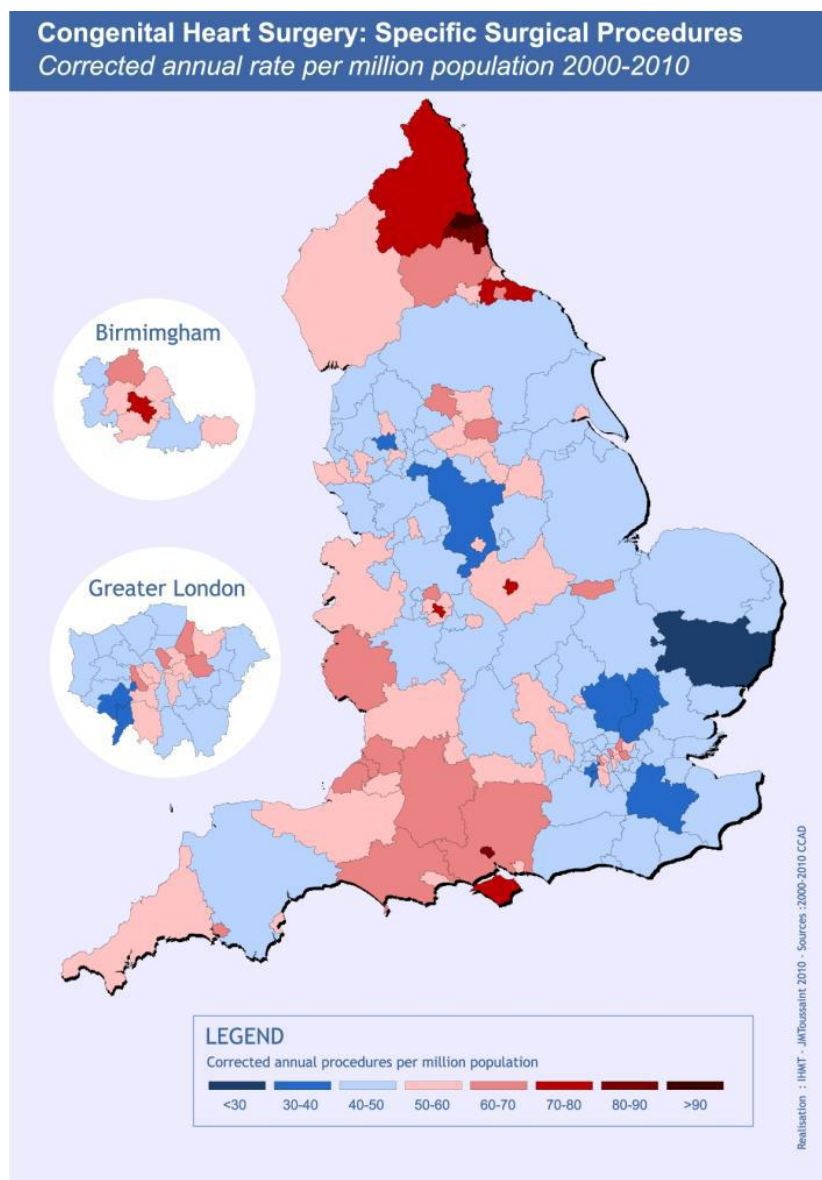 Congenital Heart Surgery: Specific Surgical Procedures
Corrected annual rate per million population 2000-2010
Birmimgham
Greater London
LEGEND
Corrected annual procedures per million population
<30 30-40 40-50 50-60 60-70 70-80 80-90 >90
Realisation : IHMT - JMToussaint 2010 - Sources :2000-2010 CCAD